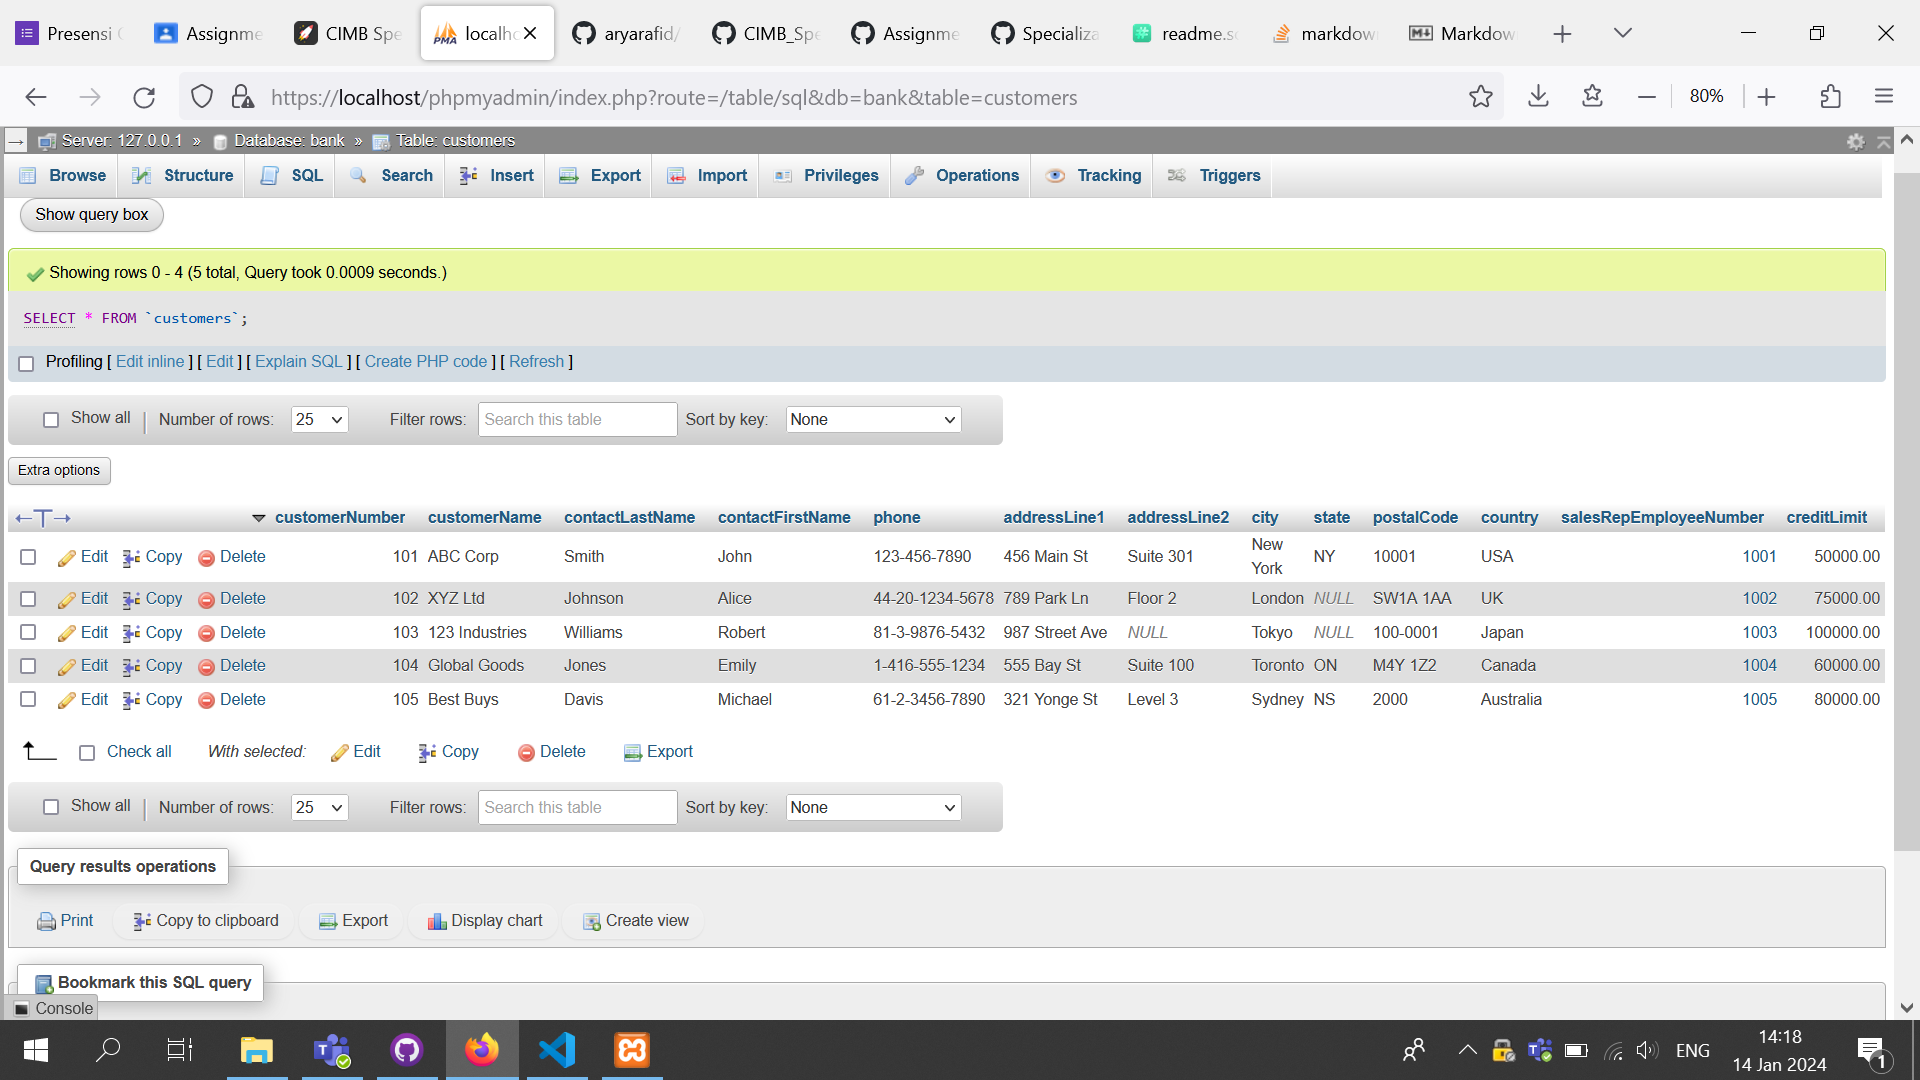 Presensi
Assignme
CIMB Spe
localho
aryarafid/
CIMB_Spe
Assignme
Specializa
readme.so
markdown
Markdow
https://localhost/phpmyadmin/index.php?route=/table/sql&db=bank&table=customers
80%
Server: 127.0.0.1 » Database: bank » Table: customers
Browse Structure SQL Search Insert Export Import Privileges Operations Tracking Triggers
Show query box
Showing rows 0 - 4 (5 total, Query took 0.0009 seconds.)
SELECT * FROM `customers`;
Profiling [ Edit inline ] [ Edit ] [ Explain SQL ] [ Create PHP code ] [ Refresh ]
Show all | Number of rows: 25 Filter rows: Search this table Sort by key: None
Extra options
←T→ customerNumber customerName contactLastName contactFirstName phone addressLine1 addressLine2 city state postalCode country salesRepEmployeeNumber creditLimit
Edit Copy Delete 101 ABC Corp Smith John 123-456-7890 456 Main St Suite 301 New York NY 10001 USA 1001 50000.00
Edit Copy Delete 102 XYZ Ltd Johnson Alice 44-20-1234-5678 789 Park Ln Floor 2 London NULL SW1A 1AA UK 1002 75000.00
Edit Copy Delete 103 123 Industries Williams Robert 81-3-9876-5432 987 Street Ave NULL Tokyo NULL 100-0001 Japan 1003 100000.00
Edit Copy Delete 104 Global Goods Jones Emily 1-416-555-1234 555 Bay St Suite 100 Toronto ON M4Y 1Z2 Canada 1004 60000.00
Edit Copy Delete 105 Best Buys Davis Michael 61-2-3456-7890 321 Yonge St Level 3 Sydney NS 2000 Australia 1005 80000.00
Check all With selected: Edit Copy Delete Export
Show all | Number of rows: 25 Filter rows: Search this table Sort by key: None
Query results operations
Print Copy to clipboard Export Display chart Create view
Bookmark this SQL query
Console
ENG
14:18
14 Jan 2024
1